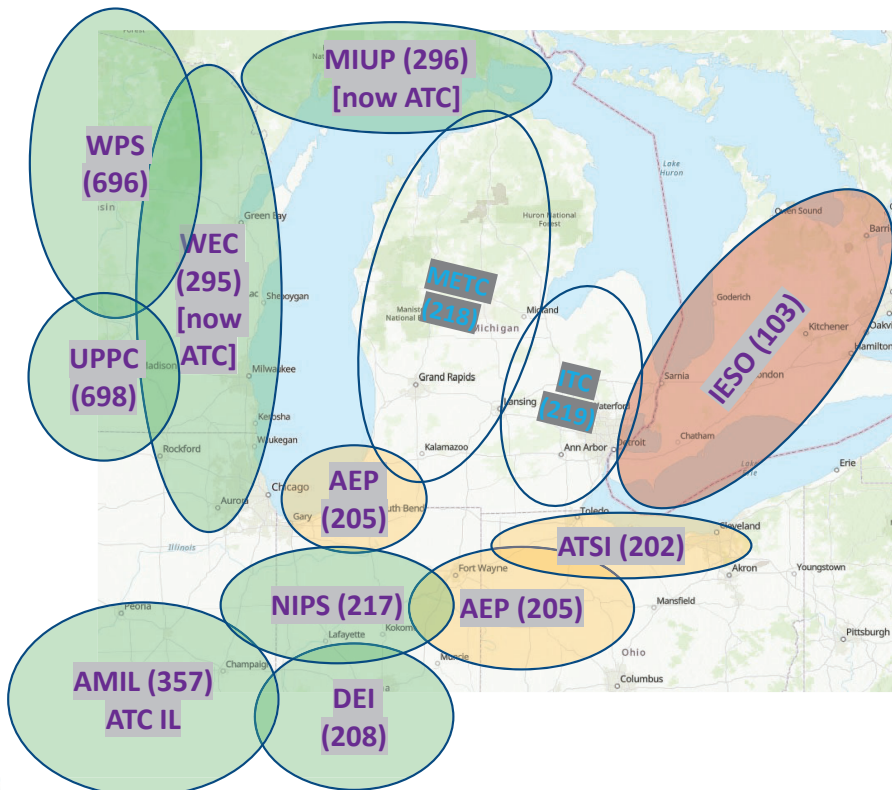 MIUP (296)
[now ATC]
WPS
(696)
Lake
Huron
Huron National
Forest
Owen Sound
Barrie
Green Bay
WEC
(295)
[now
ATC]
Sheboygan
METC
(218)
Midland
Michigan
Goderich
Kitchener
IESO (103)
Hamilton
London
UPPC
(698)
Madison
Milwaukee
Grand Rapids
ITC
(219)
Sarnia
Waterford
Lansing
Kenosha
Waukegan
Rockford
Kalamazoo
Ann Arbor
Detroit
Chatham
Lake
Erie
Erie
AEP
(205)
Chicago
Aurora
Gary
South Bend
Toledo
Cleveland
ATSI (202)
Illinois
Fort Wayne
Akron
Youngstown
NIPS (217)
AEP (205)
Mansfield
Peoria
Lafayette
Kokomo
Pittsburgh
Muncie
Ohio
Champaign
Columbus
AMIL (357)
ATC IL
DEI
(208)